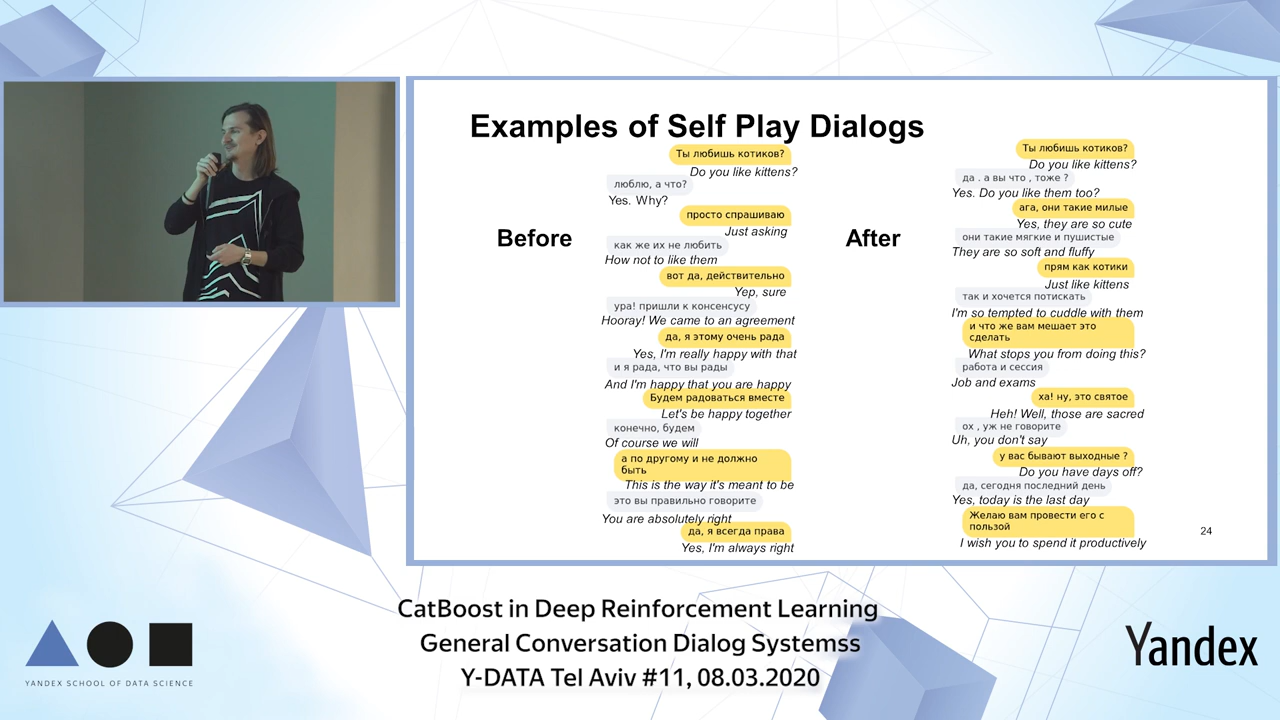 Examples of Self Play Dialogs
Before
Ты любишь котиков?
Do you like kittens?
люблю, а что?
Yes. Why?
просто спрашиваю
Just asking
как же их не любить
How not to like them
вот да, действительно
Yep, sure
ура! пришли к консенсусу
Hooray! We came to an agreement
да, я этому очень рада
Yes, I'm really happy with that
и я рада, что вы рады
And I'm happy that you are happy
Будем радоваться вместе
Let's be happy together
конечно, будем
Of course we will
а по другому и не должно
быть
This is the way it's meant to be
это вы правильно говорите
You are absolutely right
да, я всегда права
Yes, I'm always right
After
Ты любишь котиков?
Do you like kittens?
да . а вы что , тоже ?
Yes. Do you like them too?
ага, они такие милые
Yes, they are so cute
они такие мягкие и пушистые
They are so soft and fluffy
прям как котики
Just like kittens
так и хочется потискать
I'm so tempted to cuddle with them
и что же вам мешает это
сделать
What stops you from doing this?
работа и сессия
Job and exams
ха! ну, это святое
Heh! Well, those are sacred
ох , уж не говорите
Uh, you don't say
у вас бывают выходные ?
Do you have days off?
да, сегодня последний день
Yes, today is the last day
Желаю вам провести его с
пользой
I wish you to spend it productively
24
CatBoost in Deep Reinforcement Learning
General Conversation Dialog Systemss
Y-DATA Tel Aviv #11, 08.03.2020
YANDEX SCHOOL OF DATA SCIENCE
Yandex